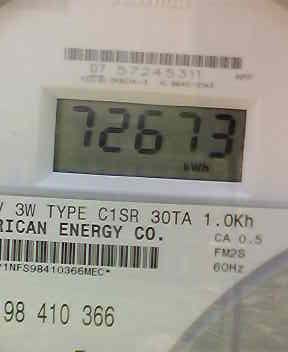 07 57245311
72673
kWh
V 3W TYPE C1SR 30TA 1.0Kh
RICAN ENERGY CO.
CA 0.5
FM2S
60Hz
*1NFS98410366MEC*
98 410 366